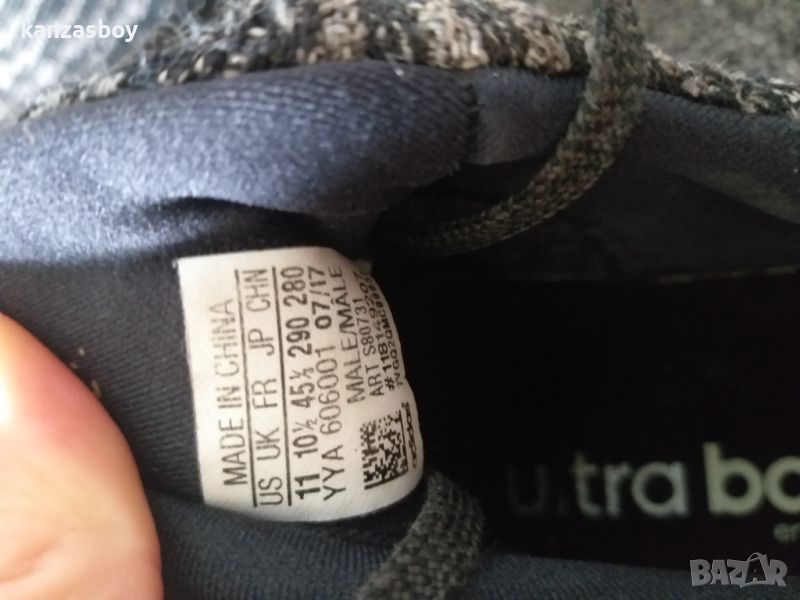 kanzasboy
MADE IN CHINA
US UK FR JP CHN
11 10½ 45⅓ 290 280
YYA 606001 07/17
MALE/MÂLE
ART S80731
adidas
ultra bo
BAZAR